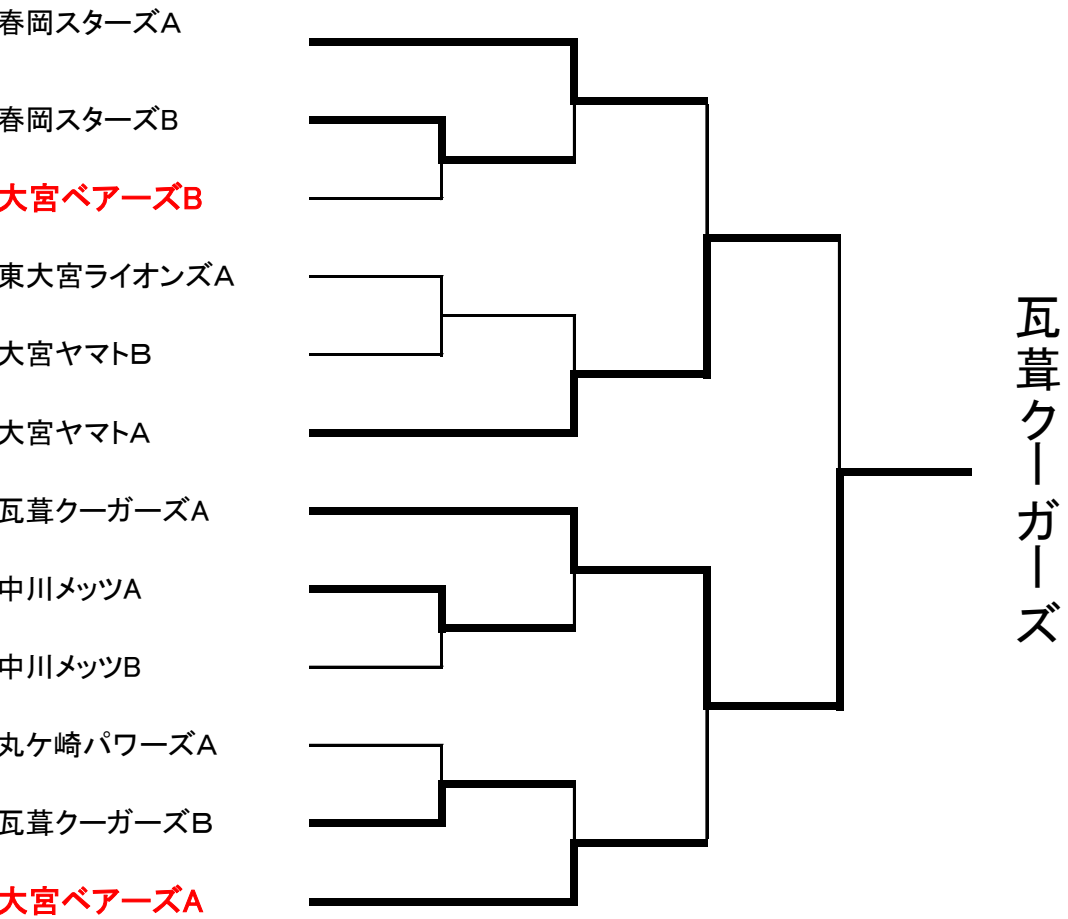 春岡スターズA
春岡スターズB
大宮ベアーズB
東大宮ライオンズA
大宮ヤマトB
大宮ヤマトA
瓦葺クーガーズA
中川メッツA
中川メッツB
丸ケ崎パワーズA
瓦葺クーガーズB
大宮ベアーズA
瓦葺クーガーズ